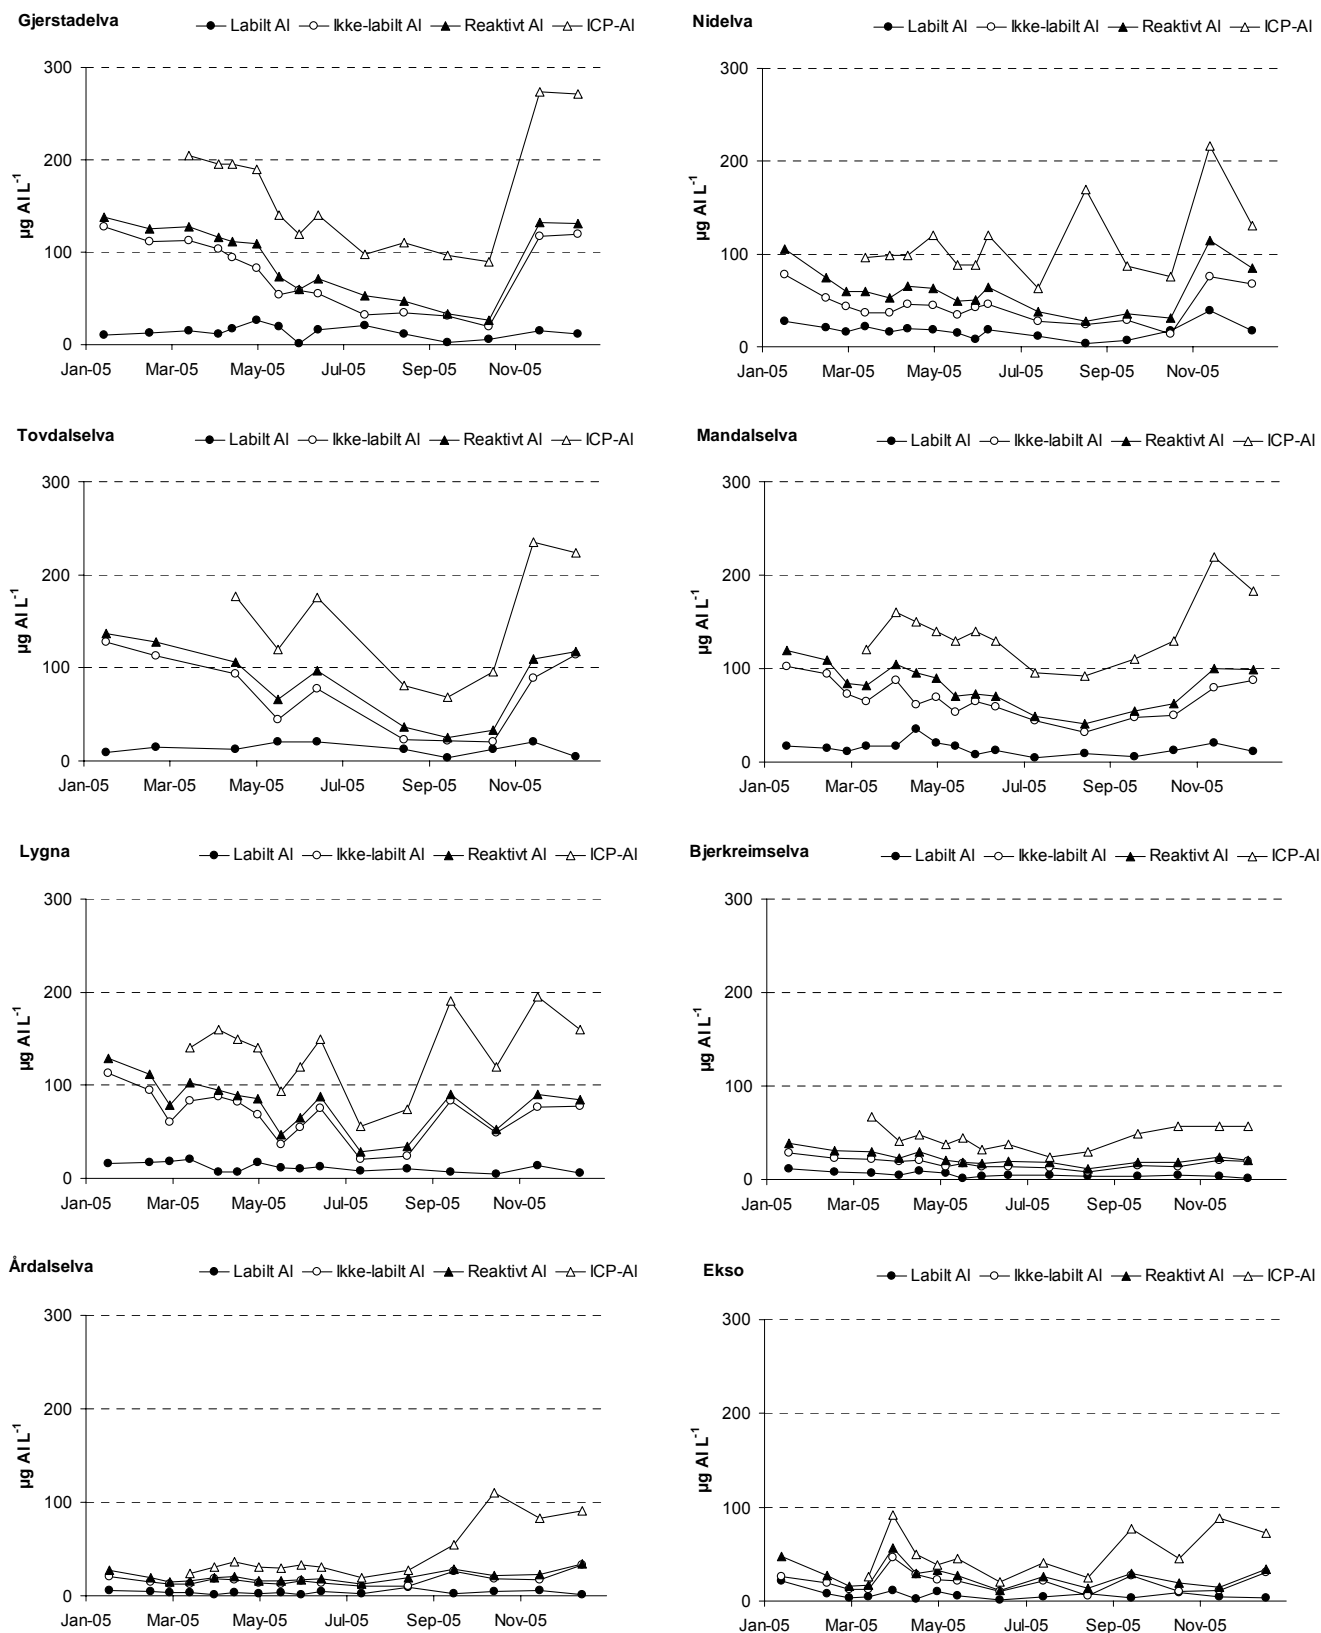 Gjerstadelva
Labilt Al Ikke-labilt Al Reaktivt Al ICP-Al
µg Al L-1
300
200
100
0
Jan-05 Mar-05 May-05 Jul-05 Sep-05 Nov-05
Nidelva
Labilt Al Ikke-labilt Al Reaktivt Al ICP-Al
µg Al L-1
300
200
100
0
Jan-05 Mar-05 May-05 Jul-05 Sep-05 Nov-05
Tovdalselva
Labilt Al Ikke-labilt Al Reaktivt Al ICP-Al
µg Al L-1
300
200
100
0
Jan-05 Mar-05 May-05 Jul-05 Sep-05 Nov-05
Mandalselva
Labilt Al Ikke-labilt Al Reaktivt Al ICP-Al
µg Al L-1
300
200
100
0
Jan-05 Mar-05 May-05 Jul-05 Sep-05 Nov-05
Lygna
Labilt Al Ikke-labilt Al Reaktivt Al ICP-Al
µg Al L-1
300
200
100
0
Jan-05 Mar-05 May-05 Jul-05 Sep-05 Nov-05
Bjerkreimselva
Labilt Al Ikke-labilt Al Reaktivt Al ICP-Al
µg Al L-1
300
200
100
0
Jan-05 Mar-05 May-05 Jul-05 Sep-05 Nov-05
Årdalselva
Labilt Al Ikke-labilt Al Reaktivt Al ICP-Al
µg Al L-1
300
200
100
0
Jan-05 Mar-05 May-05 Jul-05 Sep-05 Nov-05
Ekso
Labilt Al Ikke-labilt Al Reaktivt Al ICP-Al
µg Al L-1
300
200
100
0
Jan-05 Mar-05 May-05 Jul-05 Sep-05 Nov-05